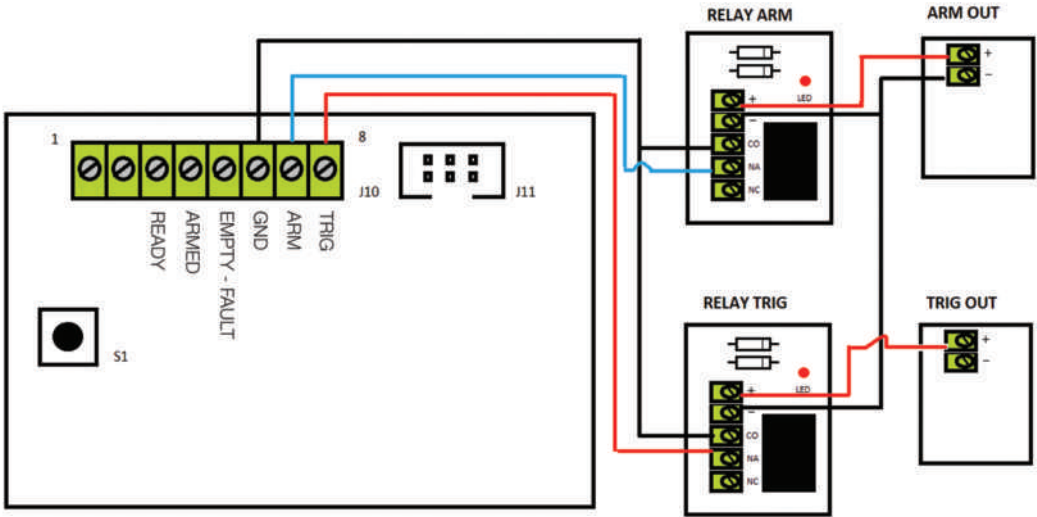 RELAY ARM
ARM OUT
+
−
LED
+
−
CO
NA
NC
1
8
J10
J11
READY
ARMED
EMPTY - FAULT
GND
ARM
TRIG
S1
RELAY TRIG
TRIG OUT
+
−
LED
+
−
CO
NA
NC